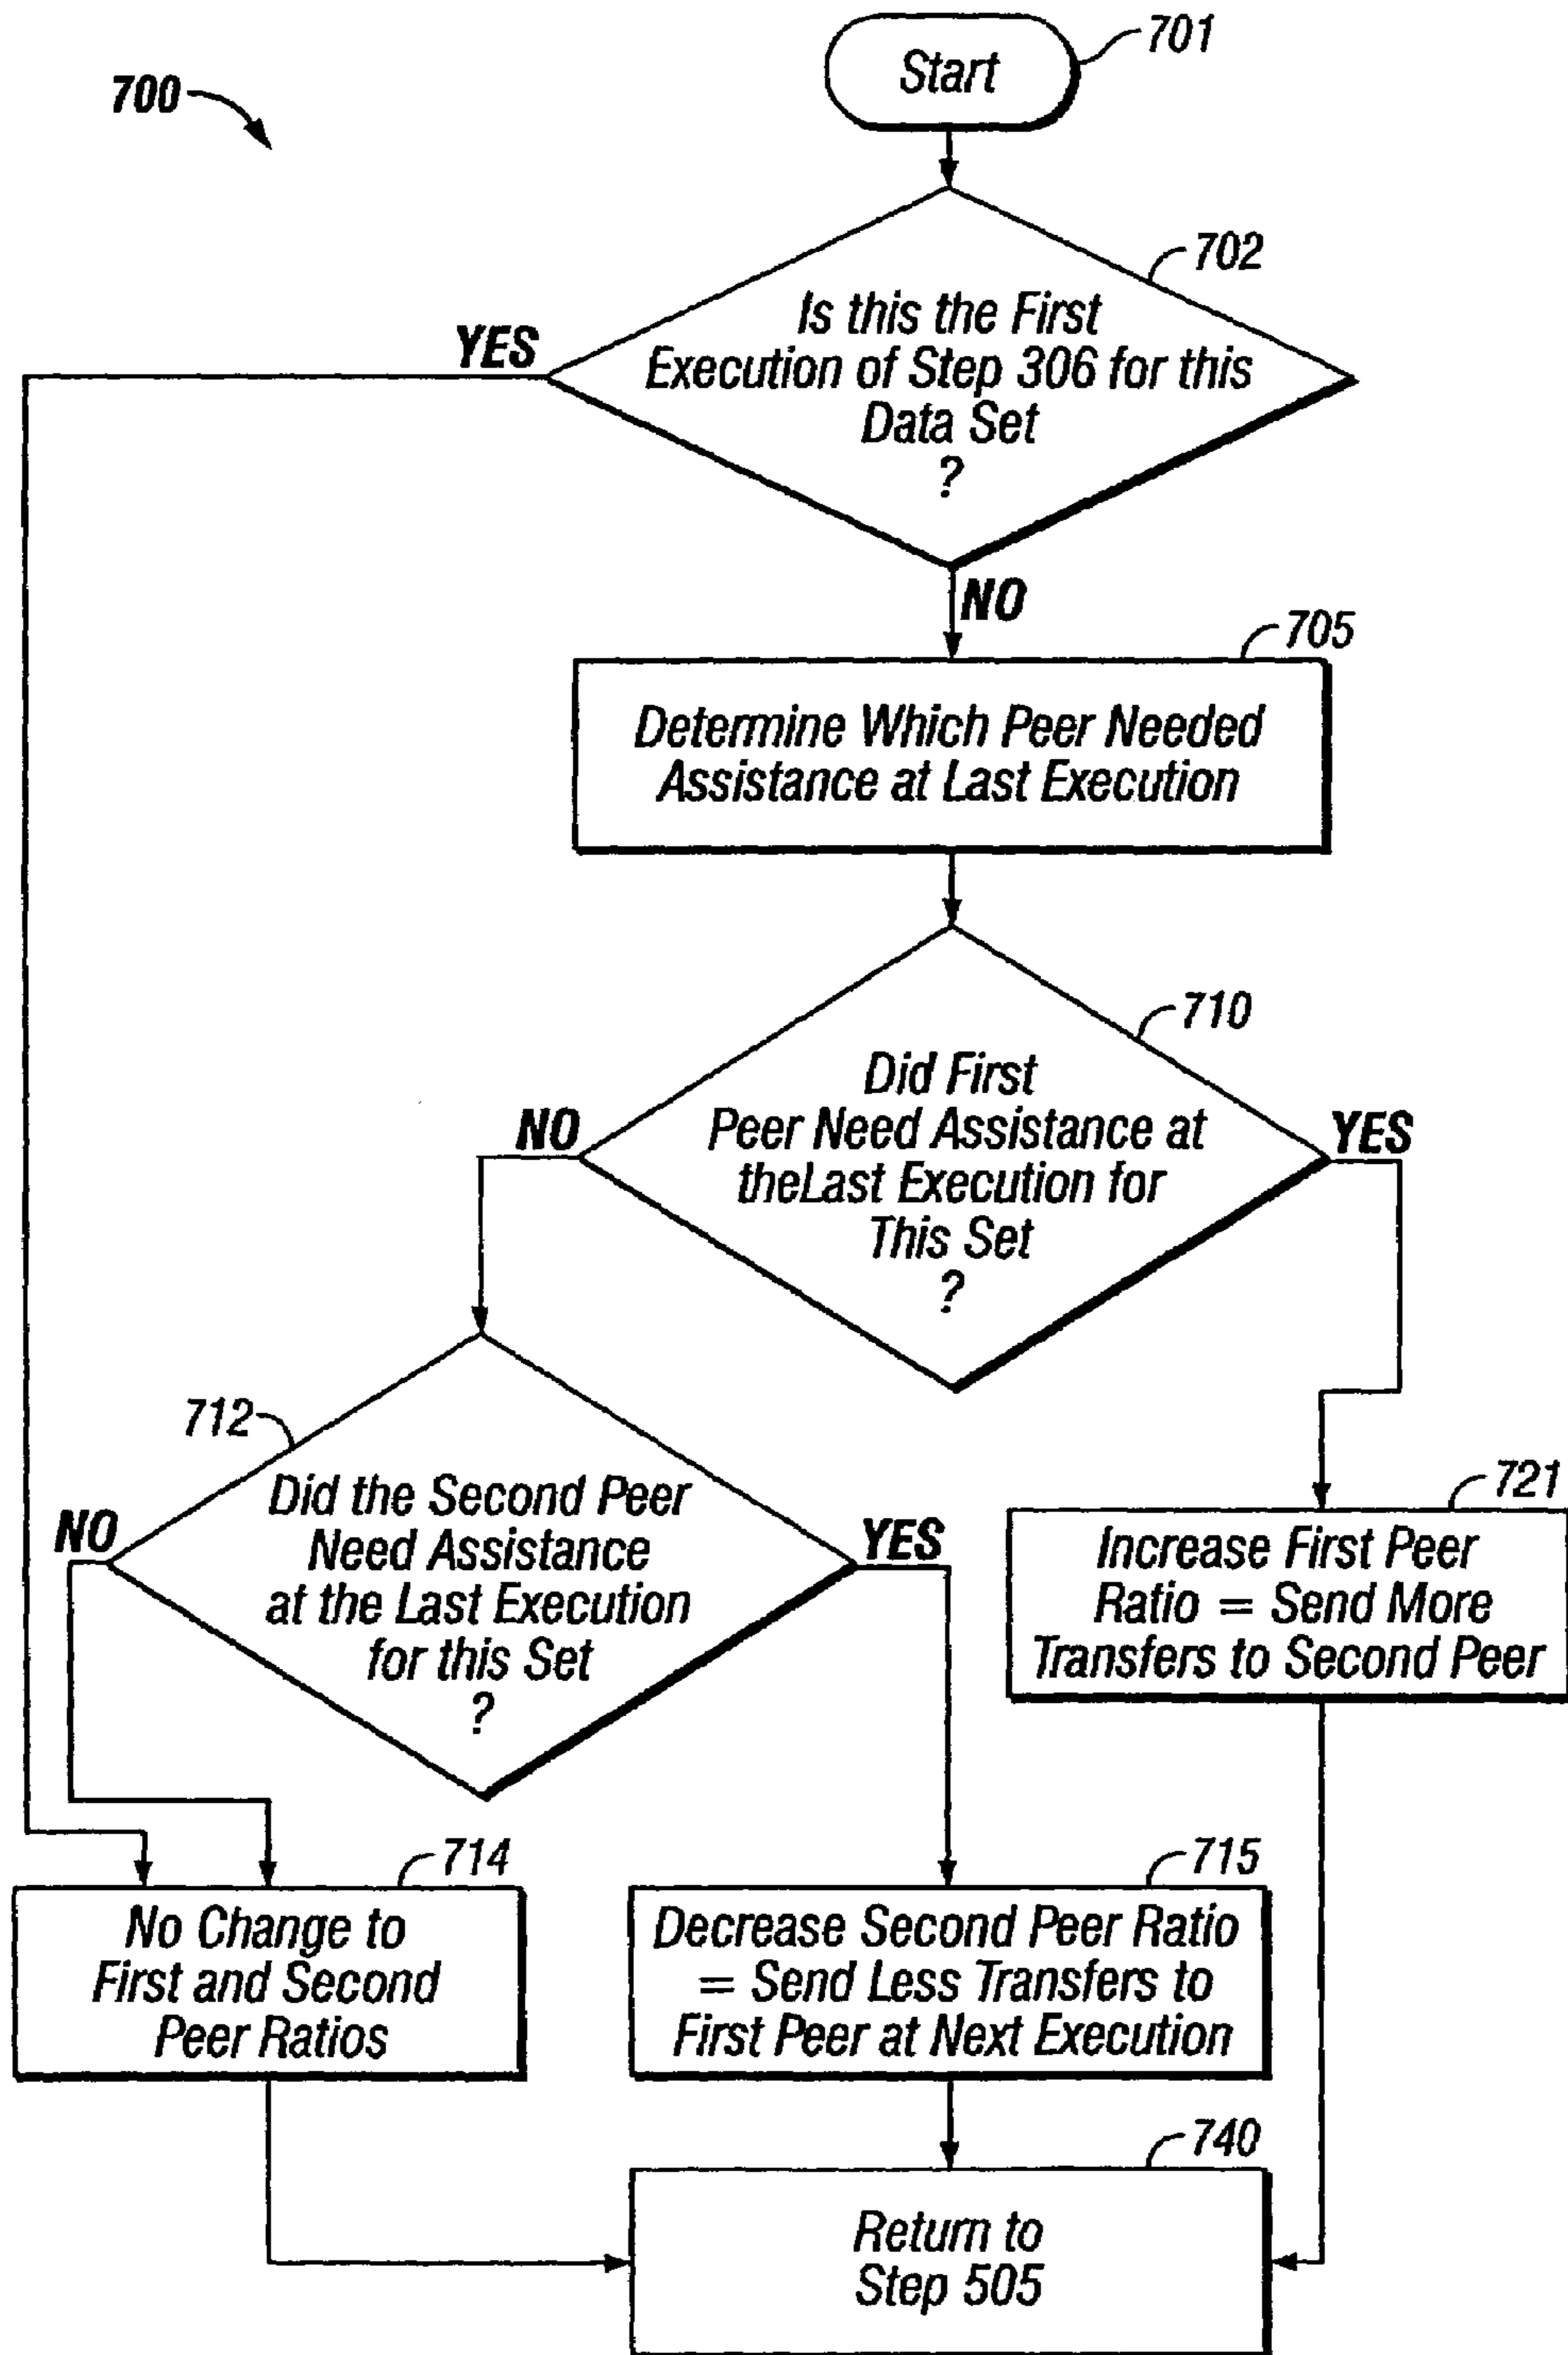 701
Start
700
702
Is this the First
Execution of Step 306 for this
Data Set
?
YES
NO
705
Determine Which Peer Needed
Assistance at Last Execution
710
Did First
Peer Need Assistance at
theLast Execution for
This Set
?
NO
YES
712
Did the Second Peer
Need Assistance
at the Last Execution
for this Set
?
NO
YES
721
Increase First Peer
Ratio = Send More
Transfers to Second Peer
714
No Change to
First and Second
Peer Ratios
715
Decrease Second Peer Ratio
= Send Less Transfers to
First Peer at Next Execution
740
Return to
Step 505